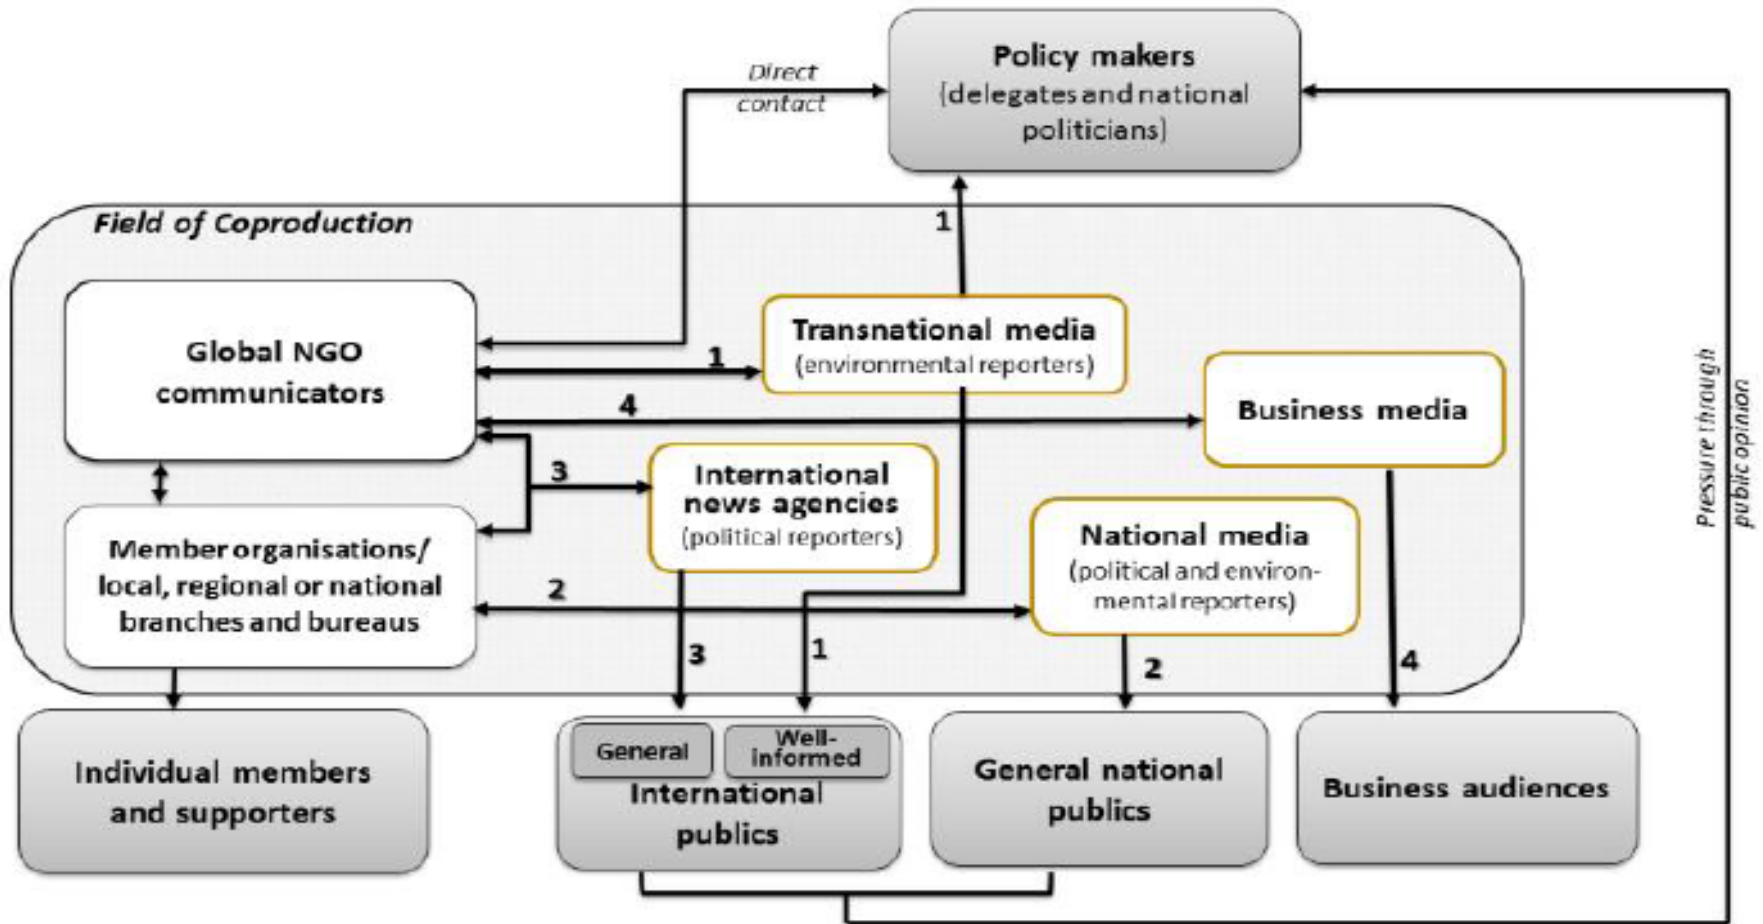 Policy makers
(delegates and national
politicians)
Direct
contact
Field of Coproduction
1
Global NGO
communicators
Transnational media
(environmental reporters)
1
Business media
4
International
news agencies
(political reporters)
3
National media
(political and environ-
mental reporters)
Member organisations/
local, regional or national
branches and bureaus
2
3
1
2
4
Pressure through
public opinion
Individual members
and supporters
General
Well-
informed
International
publics
General national
publics
Business audiences